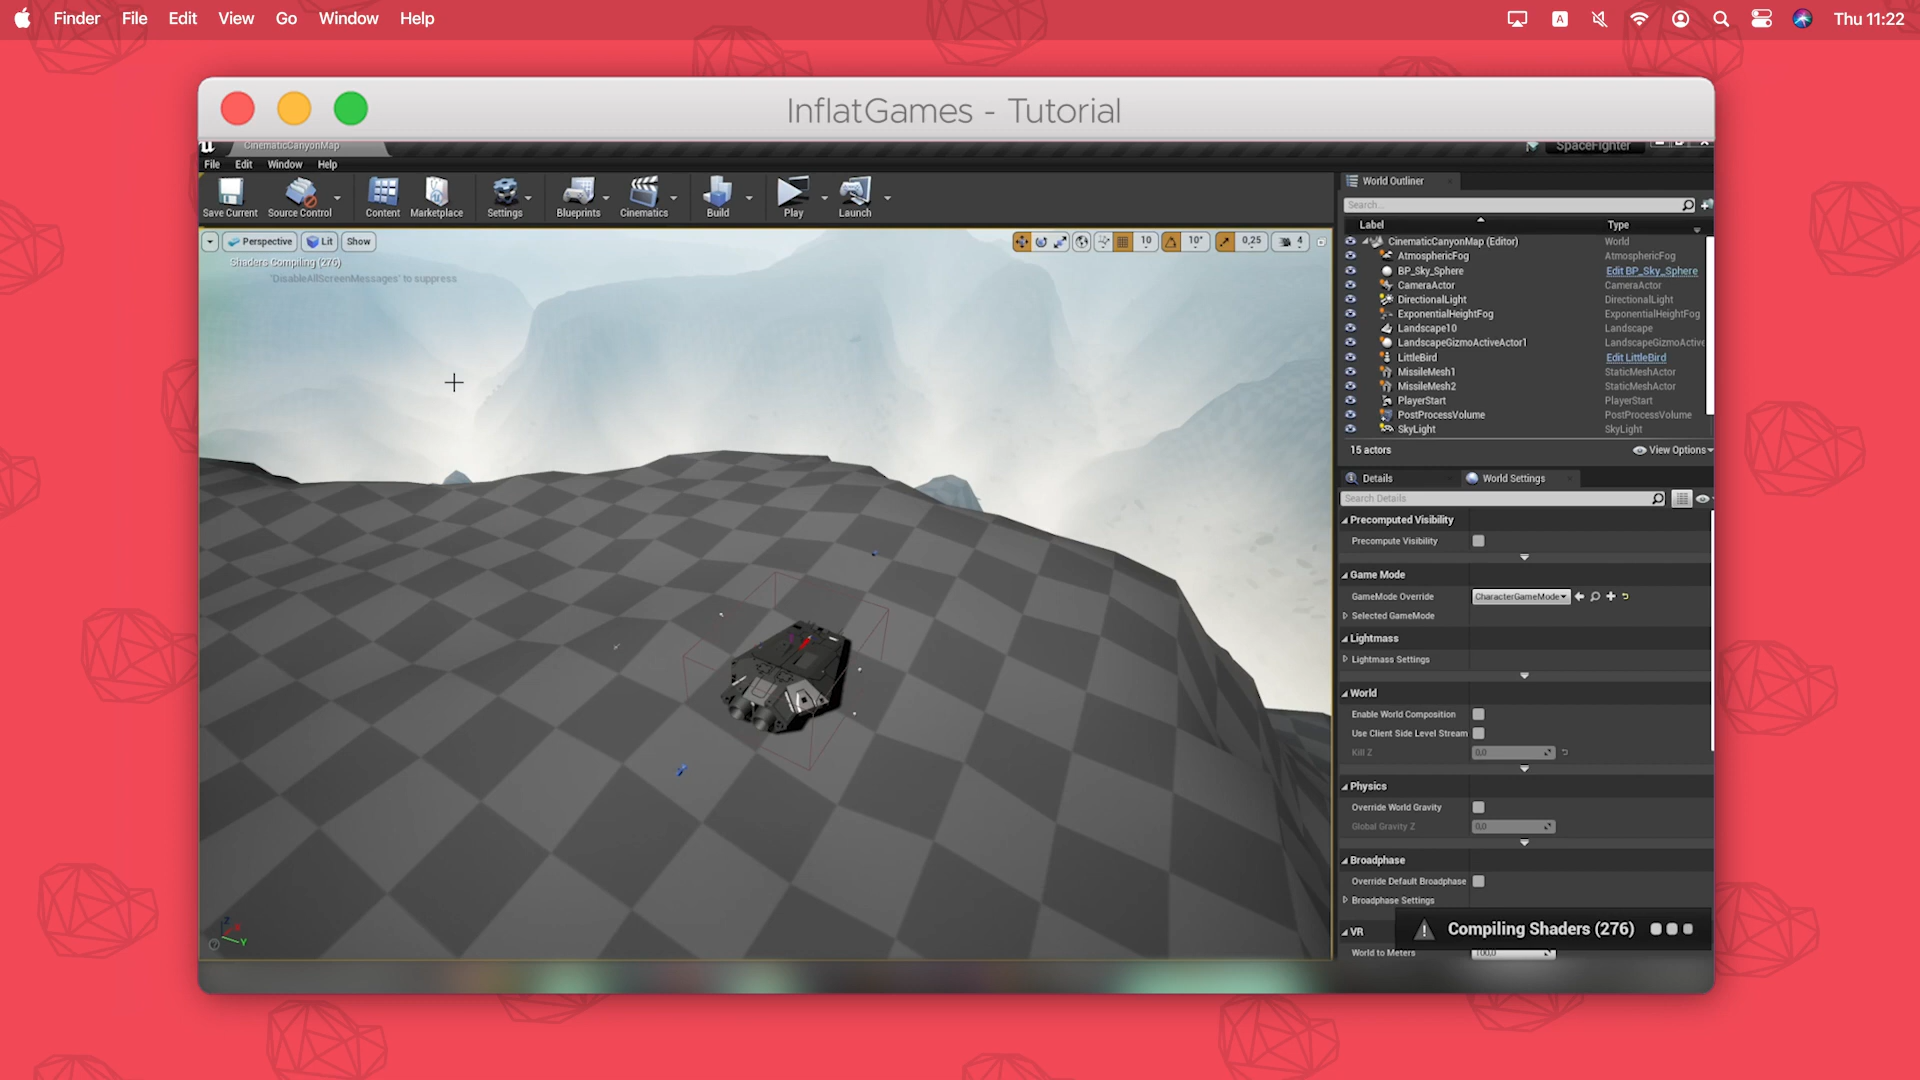 Finder File Edit View Go Window Help
A
Thu 11:22
InflatGames - Tutorial
CinematicCanyonMap
SpaceFighter
File Edit Window Help
Save Current Source Control Content Marketplace Settings Blueprints Cinematics Build Play Launch
Perspective Lit Show
10 10° 0,25 4
Shaders Compiling (276)
'DisableAllScreenMessages' to suppress
World Outliner
Search...
Label Type
CinematicCanyonMap (Editor) World
AtmosphericFog AtmosphericFog
BP_Sky_Sphere Edit BP_Sky_Sphere
CameraActor CameraActor
DirectionalLight DirectionalLight
ExponentialHeightFog ExponentialHeightFog
Landscape10 Landscape
LandscapeGizmoActiveActor1 LandscapeGizmoActive
LittleBird Edit LittleBird
MissileMesh1 StaticMeshActor
MissileMesh2 StaticMeshActor
PlayerStart PlayerStart
PostProcessVolume PostProcessVolume
SkyLight SkyLight
15 actors View Options
Details World Settings
Search Details
Precomputed Visibility
Precompute Visibility
Game Mode
GameMode Override CharacterGameMode
Selected GameMode
Lightmass
Lightmass Settings
World
Enable World Composition
Use Client Side Level Stream
Kill Z 0,0
Physics
Override World Gravity
Global Gravity Z 0,0
Broadphase
Override Default Broadphase
Broadphase Settings
VR
Compiling Shaders (276)
World to Meters 100,0
Z
Y